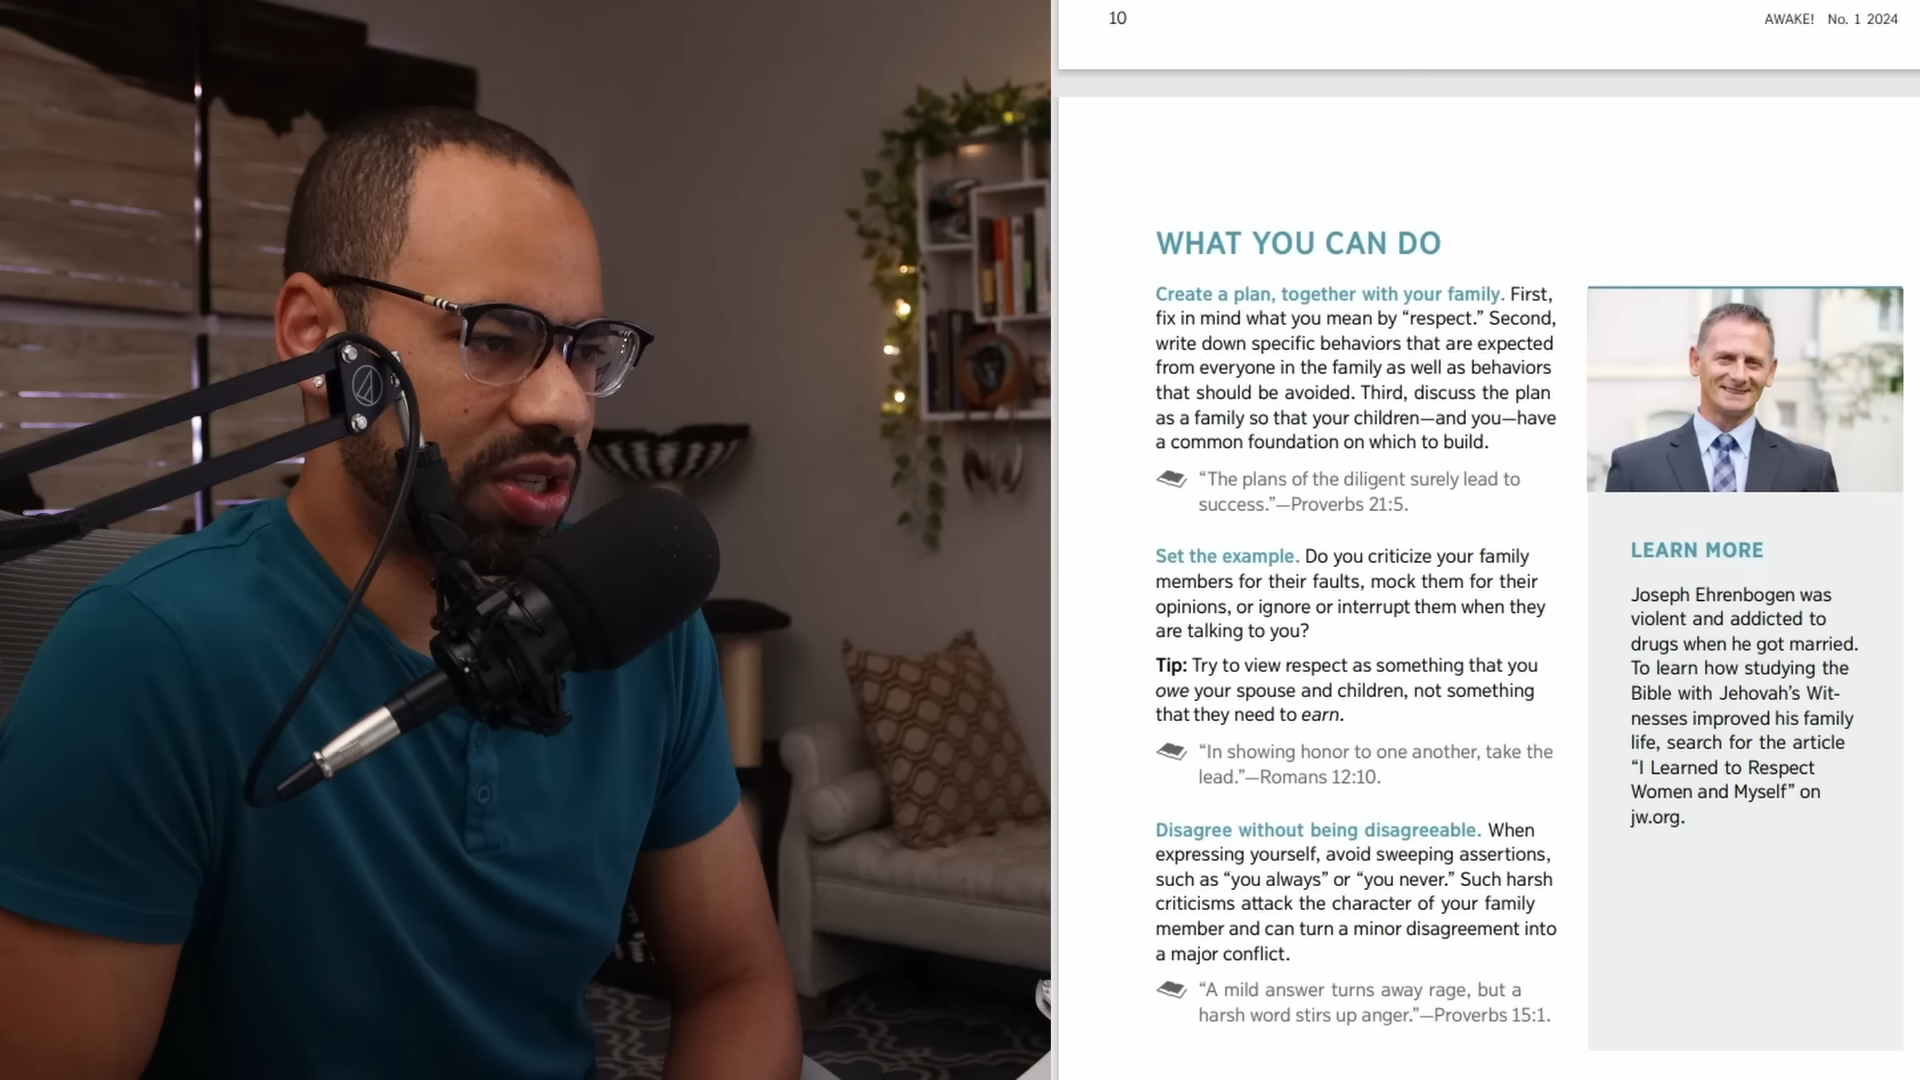 10
AWAKE! No. 1 2024
WHAT YOU CAN DO
Create a plan, together with your family. First,
fix in mind what you mean by “respect.” Second,
write down specific behaviors that are expected
from everyone in the family as well as behaviors
that should be avoided. Third, discuss the plan
as a family so that your children—and you—have
a common foundation on which to build.
“The plans of the diligent surely lead to
success.”—Proverbs 21:5.
Set the example. Do you criticize your family
members for their faults, mock them for their
opinions, or ignore or interrupt them when they
are talking to you?
Tip: Try to view respect as something that you
owe your spouse and children, not something
that they need to earn.
“In showing honor to one another, take the
lead.”—Romans 12:10.
Disagree without being disagreeable. When
expressing yourself, avoid sweeping assertions,
such as “you always” or “you never.” Such harsh
criticisms attack the character of your family
member and can turn a minor disagreement into
a major conflict.
“A mild answer turns away rage, but a
harsh word stirs up anger.”—Proverbs 15:1.
LEARN MORE
Joseph Ehrenbogen was
violent and addicted to
drugs when he got married.
To learn how studying the
Bible with Jehovah’s Wit-
nesses improved his family
life, search for the article
“I Learned to Respect
Women and Myself” on
jw.org.